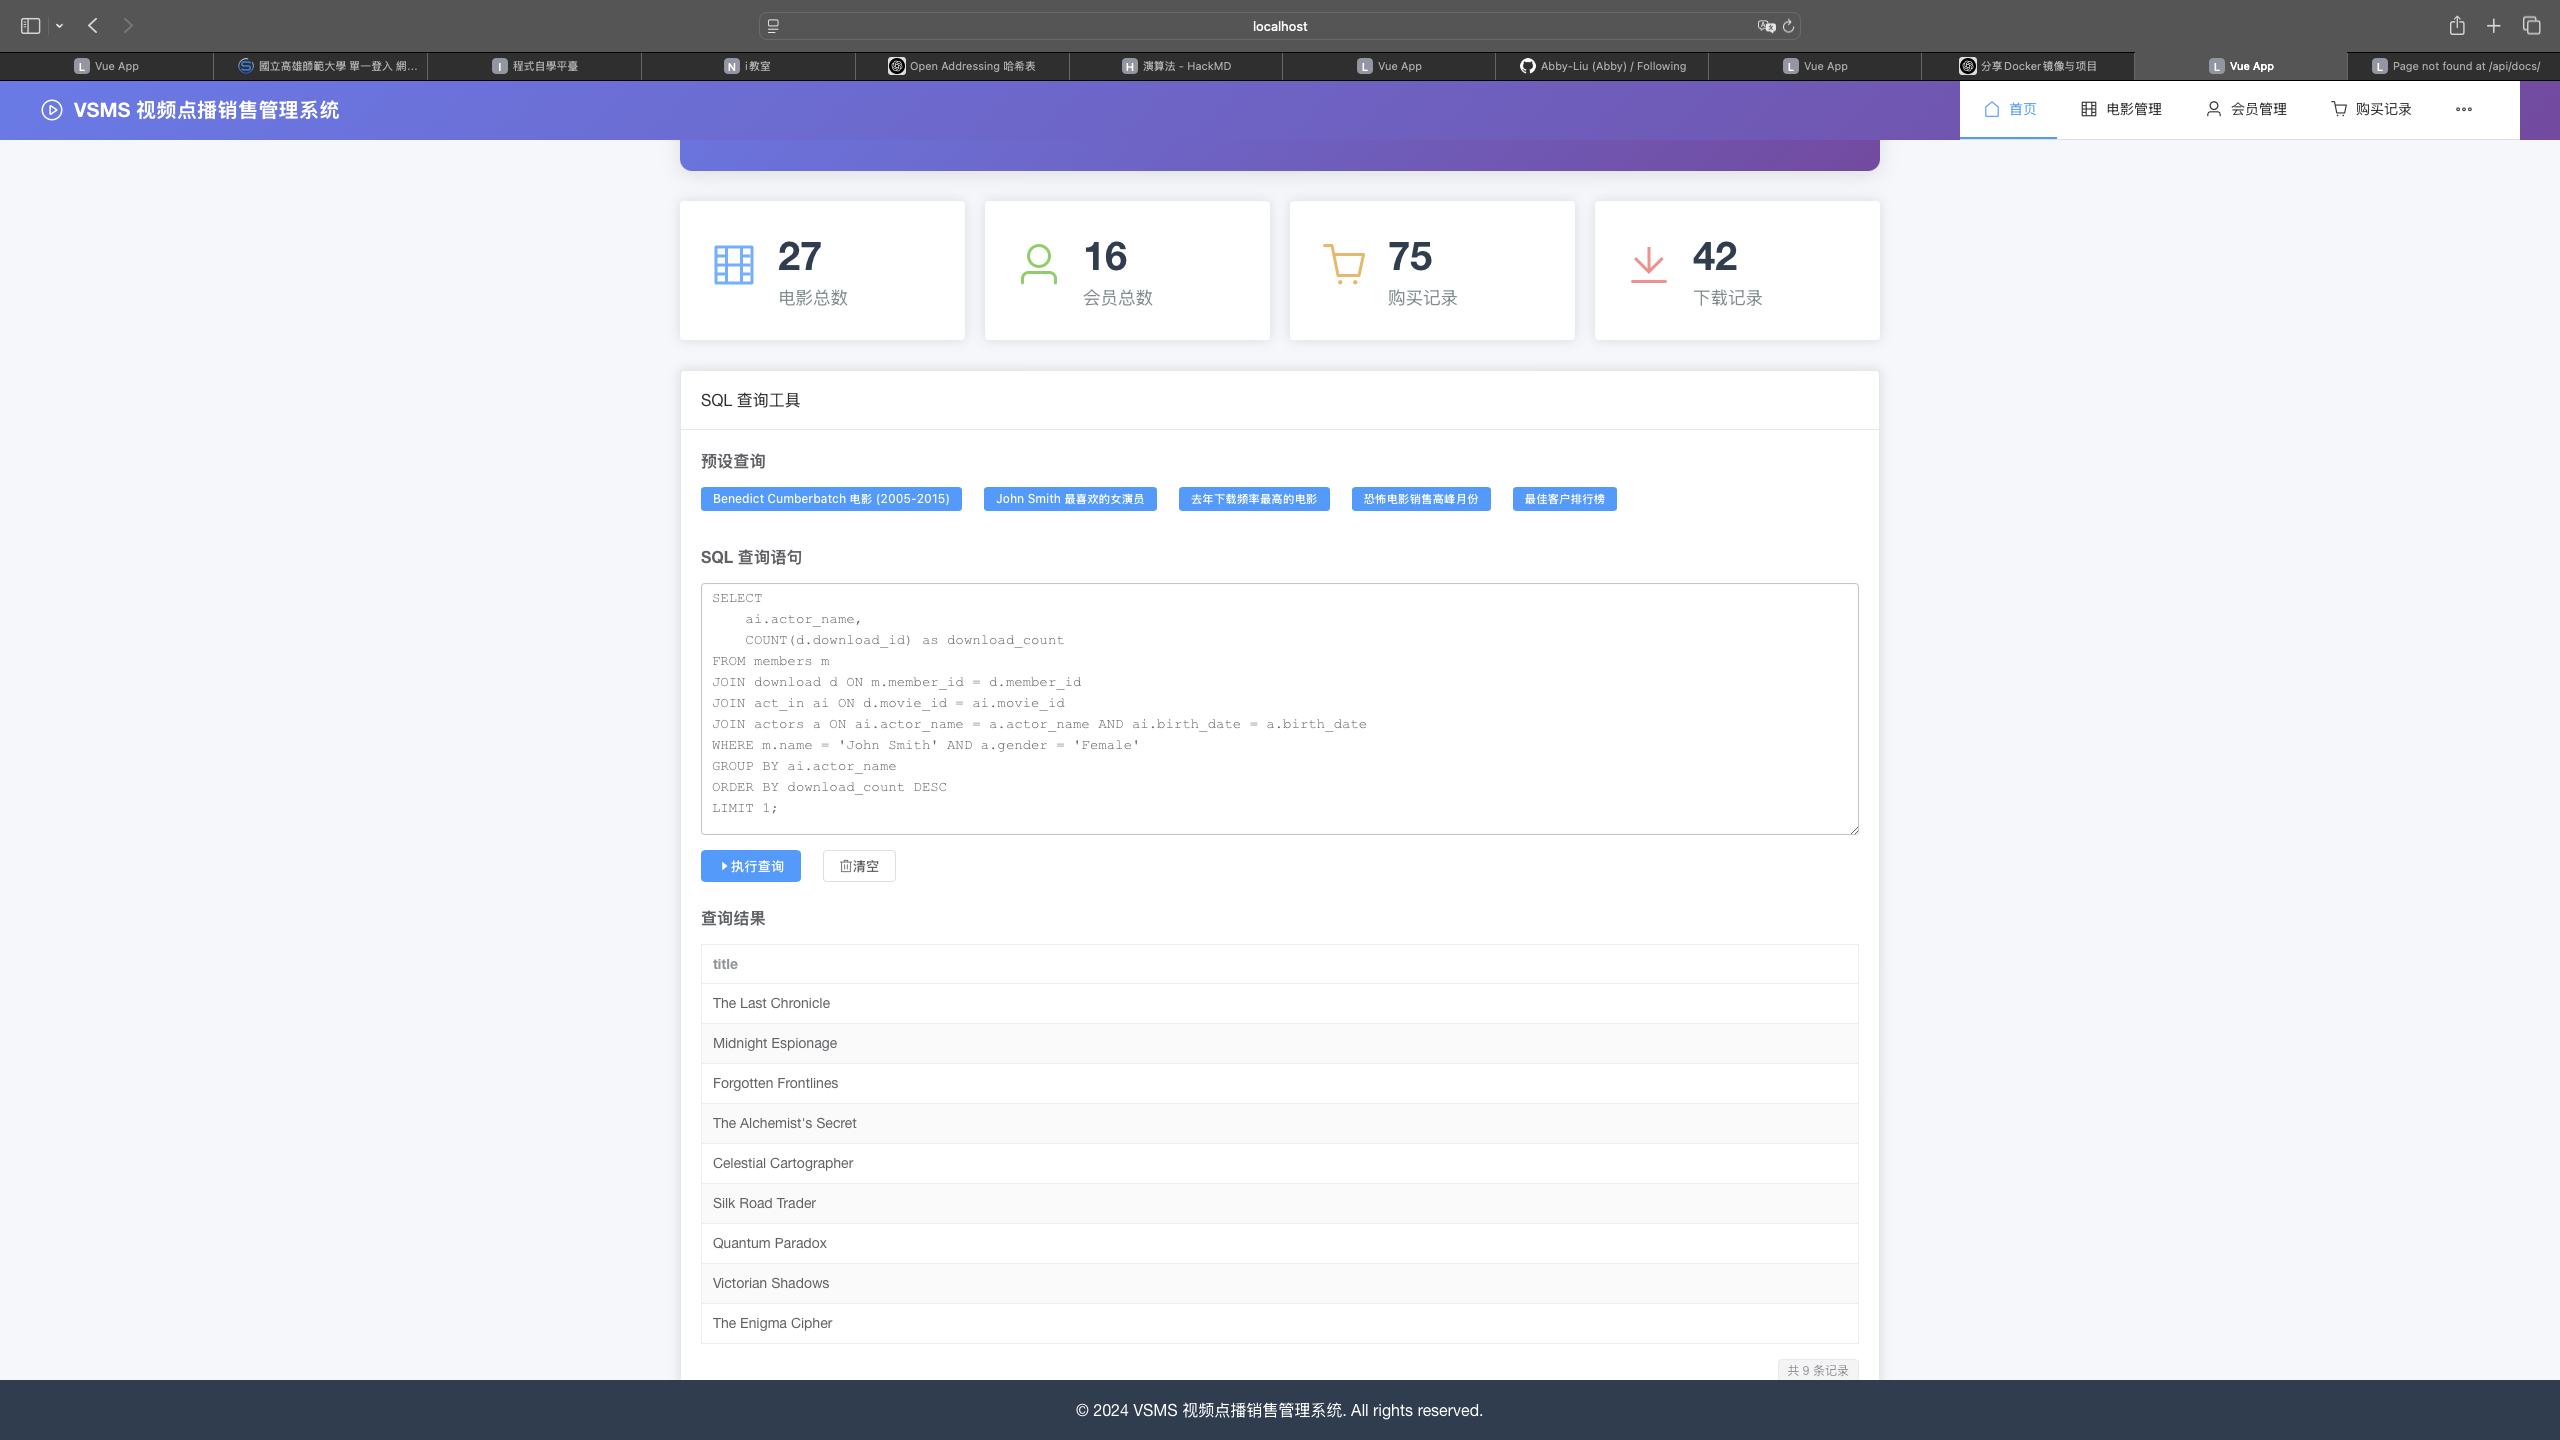 localhost
L Vue App
國立高雄師範大學 單一登入 網...
I 程式自學平臺
N i教室
Open Addressing 哈希表
H 演算法 - HackMD
L Vue App
Abby-Liu (Abby) / Following
L Vue App
分享Docker镜像与项目
L Vue App
L Page not found at /api/docs/
VSMS 视频点播销售管理系统
首页
电影管理
会员管理
购买记录
27
电影总数
16
会员总数
75
购买记录
42
下载记录
SQL 查询工具
预设查询
Benedict Cumberbatch 电影 (2005-2015)
John Smith 最喜欢的女演员
去年下载频率最高的电影
恐怖电影销售高峰月份
最佳客户排行榜
SQL 查询语句
SELECT
ai.actor_name,
COUNT(d.download_id) as download_count
FROM members m
JOIN download d ON m.member_id = d.member_id
JOIN act_in ai ON d.movie_id = ai.movie_id
JOIN actors a ON ai.actor_name = a.actor_name AND ai.birth_date = a.birth_date
WHERE m.name = 'John Smith' AND a.gender = 'Female'
GROUP BY ai.actor_name
ORDER BY download_count DESC
LIMIT 1;
执行查询
清空
查询结果
title
The Last Chronicle
Midnight Espionage
Forgotten Frontlines
The Alchemist's Secret
Celestial Cartographer
Silk Road Trader
Quantum Paradox
Victorian Shadows
The Enigma Cipher
共 9 条记录
© 2024 VSMS 视频点播销售管理系统. All rights reserved.